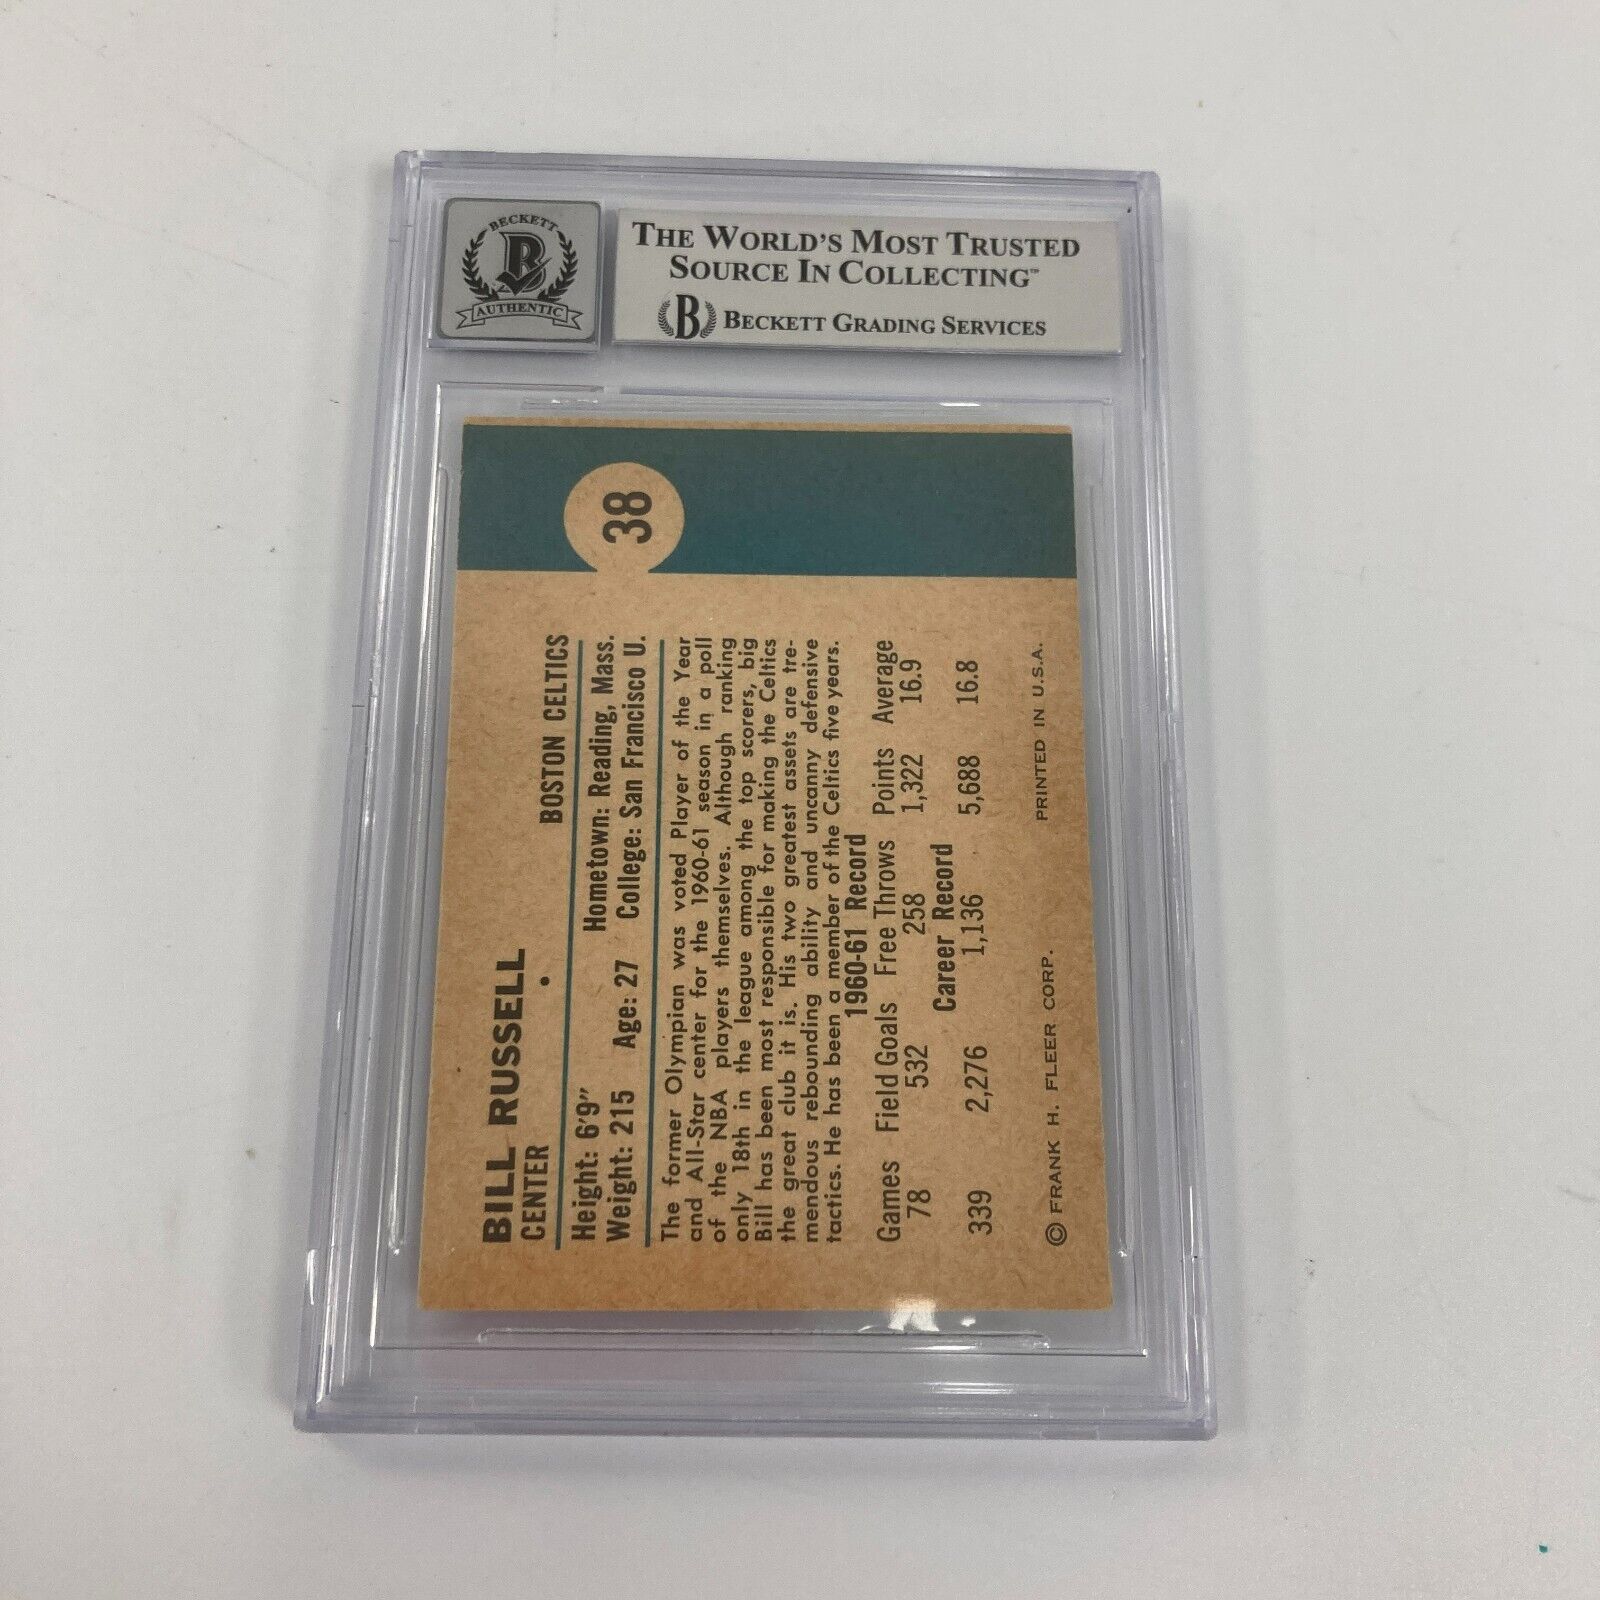 BECKETT
B
AUTHENTIC
THE WORLD'S MOST TRUSTED
SOURCE IN COLLECTING™
B BECKETT GRADING SERVICES
38
BILL RUSSELL
CENTER • BOSTON CELTICS
Height: 6'9" Hometown: Reading, Mass.
Weight: 215 Age: 27 College: San Francisco U.
The former Olympian was voted Player of the Year
and All-Star center for the 1960-61 season in a poll
of the NBA players themselves. Although ranking
only 18th in the league among the top scorers, big
Bill has been most responsible for making the Celtics
the great club it is. His two greatest assets are tre-
mendous rebounding ability and uncanny defensive
tactics. He has been a member of the Celtics five years.
1960-61 Record
Games Field Goals Free Throws Points Average
78 532 258 1,322 16.9
Career Record
339 2,276 1,136 5,688 16.8
© FRANK H. FLEER CORP. PRINTED IN U.S.A.